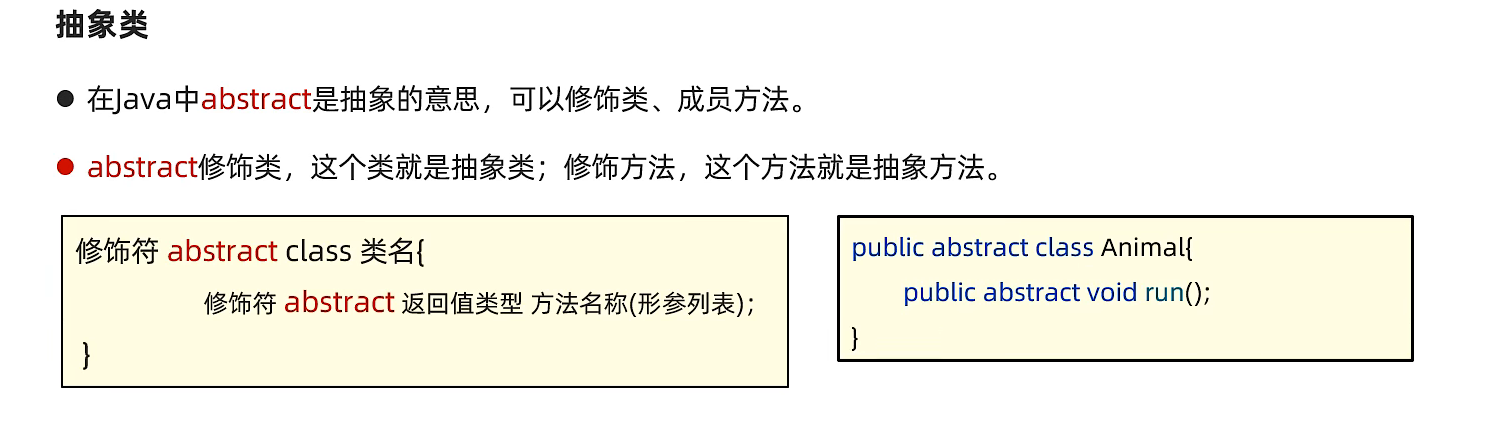 抽象类
● 在Java中abstract是抽象的意思，可以修饰类、成员方法。
● abstract修饰类，这个类就是抽象类；修饰方法，这个方法就是抽象方法。
修饰符 abstract class 类名{
修饰符 abstract 返回值类型 方法名称(形参列表)；
}
public abstract class Animal{
public abstract void run();
}